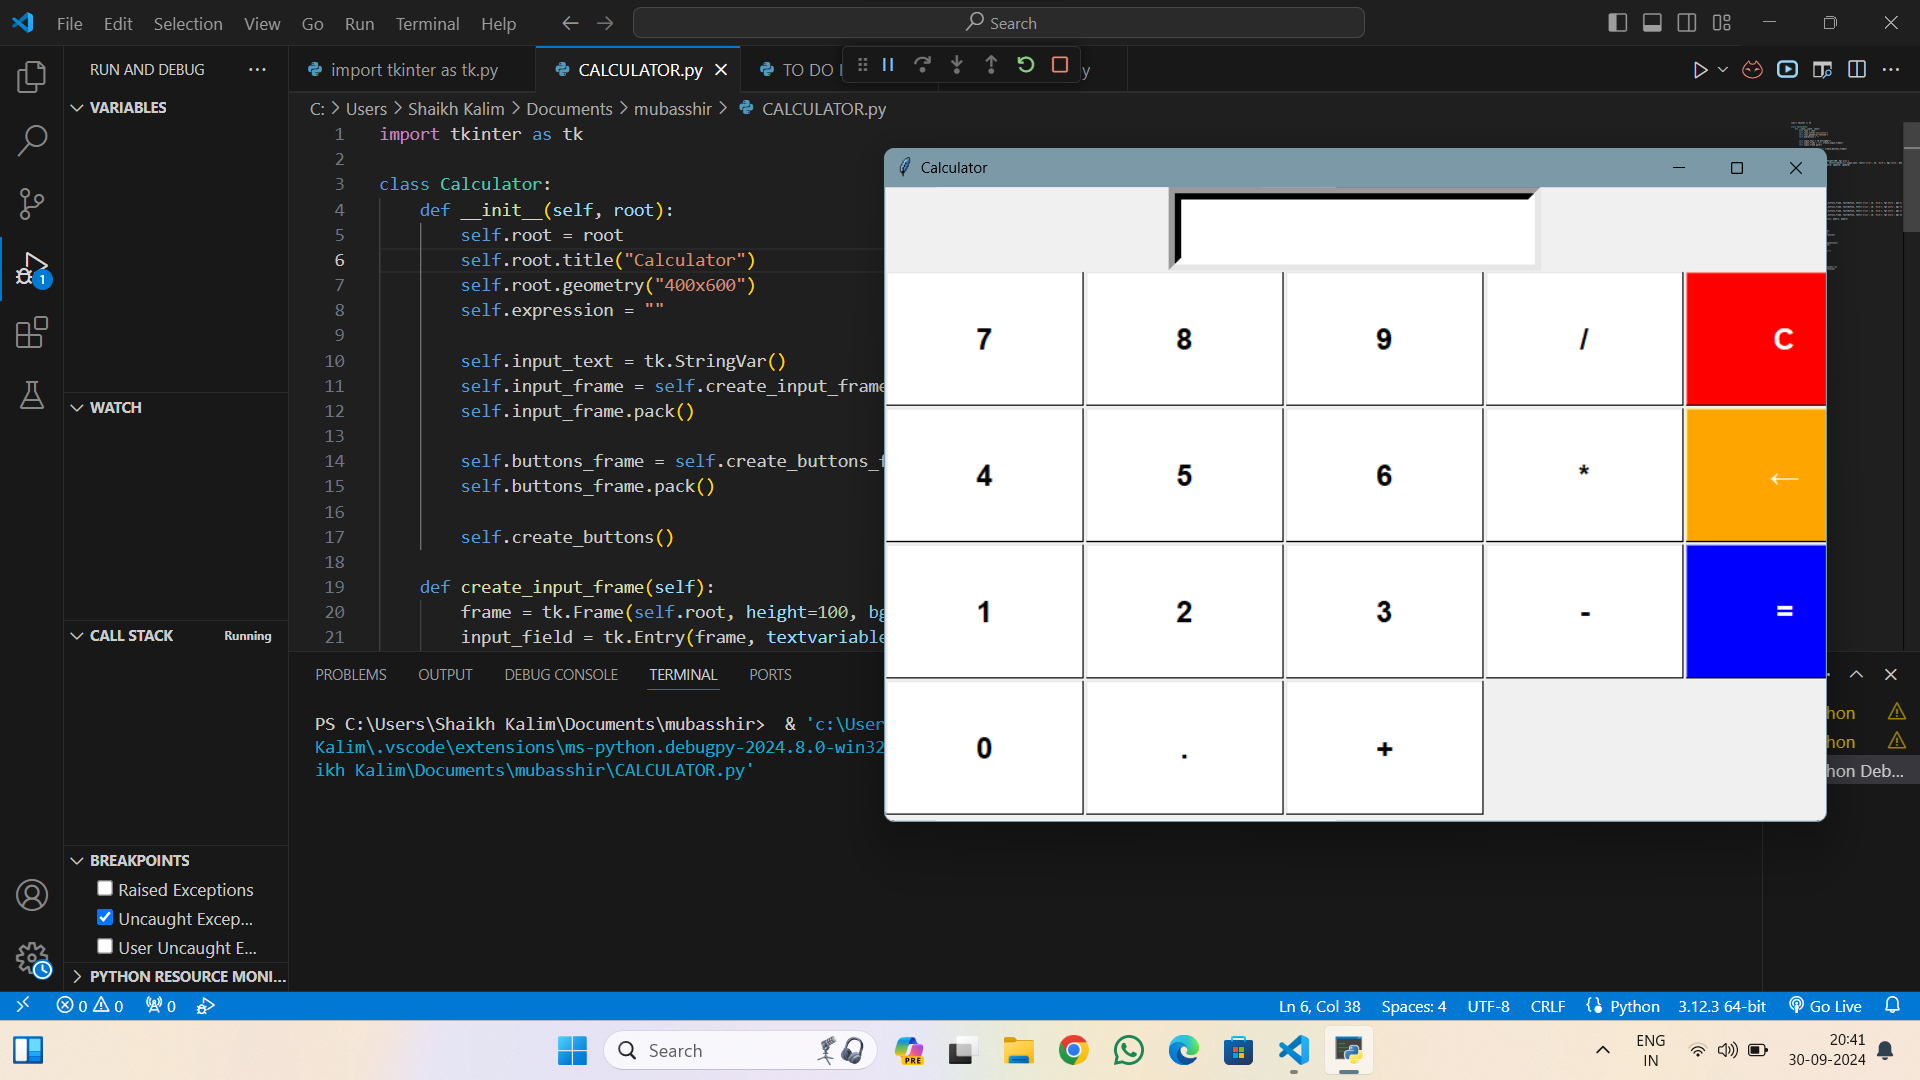 File Edit Selection View Go Run Terminal Help
Search
RUN AND DEBUG
import tkinter as tk.py
CALCULATOR.py
TO DO
y
C: > Users > Shaikh Kalim > Documents > mubasshir > CALCULATOR.py
VARIABLES
WATCH
CALL STACK Running
BREAKPOINTS
Raised Exceptions
Uncaught Excep...
User Uncaught E...
PYTHON RESOURCE MONI...
1
1 import tkinter as tk
2
3 class Calculator:
4 def __init__(self, root):
5 self.root = root
6 self.root.title("Calculator")
7 self.root.geometry("400x600")
8 self.expression = ""
9
10 self.input_text = tk.StringVar()
11 self.input_frame = self.create_input_frame
12 self.input_frame.pack()
13
14 self.buttons_frame = self.create_buttons_f
15 self.buttons_frame.pack()
16
17 self.create_buttons()
18
19 def create_input_frame(self):
20 frame = tk.Frame(self.root, height=100, bg
21 input_field = tk.Entry(frame, textvariable
Calculator
7 8 9 / C
4 5 6 * ←
1 2 3 - =
0 . +
PROBLEMS OUTPUT DEBUG CONSOLE TERMINAL PORTS
PS C:\Users\Shaikh Kalim\Documents\mubasshir> & 'c:\User
Kalim\.vscode\extensions\ms-python.debugpy-2024.8.0-win32
ikh Kalim\Documents\mubasshir\CALCULATOR.py'
hon
hon
hon Deb...
0 0 0
Ln 6, Col 38 Spaces: 4 UTF-8 CRLF Python 3.12.3 64-bit Go Live
Search
PRE
ENG
IN
20:41
30-09-2024